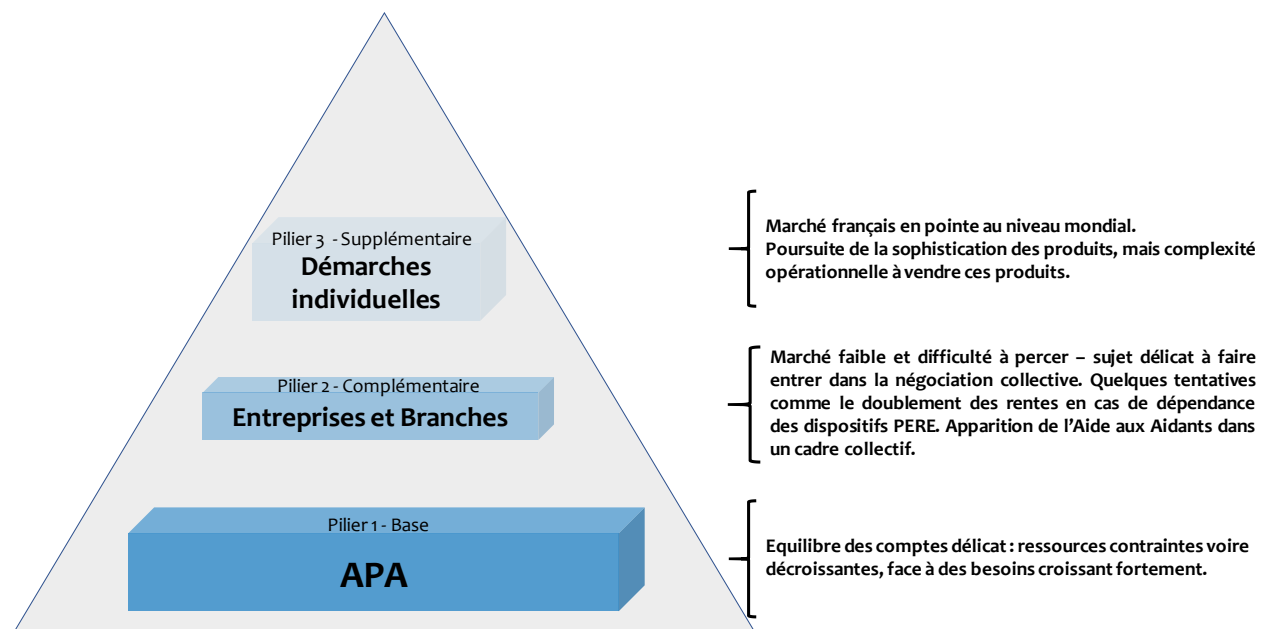 Pilier 3 - Supplémentaire
Démarches
individuelles
Marché français en pointe au niveau mondial.
Poursuite de la sophistication des produits, mais complexité
opérationnelle à vendre ces produits.
Pilier 2 - Complémentaire
Entreprises et Branches
Marché faible et difficulté à percer – sujet délicat à faire
entrer dans la négociation collective. Quelques tentatives
comme le doublement des rentes en cas de dépendance
des dispositifs PERE. Apparition de l'Aide aux Aidants dans
un cadre collectif.
Pilier 1 - Base
APA
Equilibre des comptes délicat : ressources contraintes voire
décroissantes, face à des besoins croissant fortement.